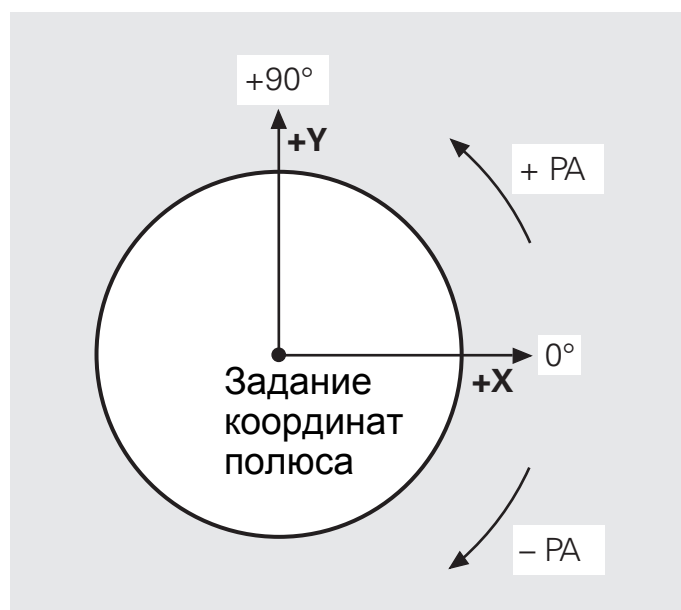 +90°
+Y
+ PA
0°
+X
Задание
координат
полюса
– PA